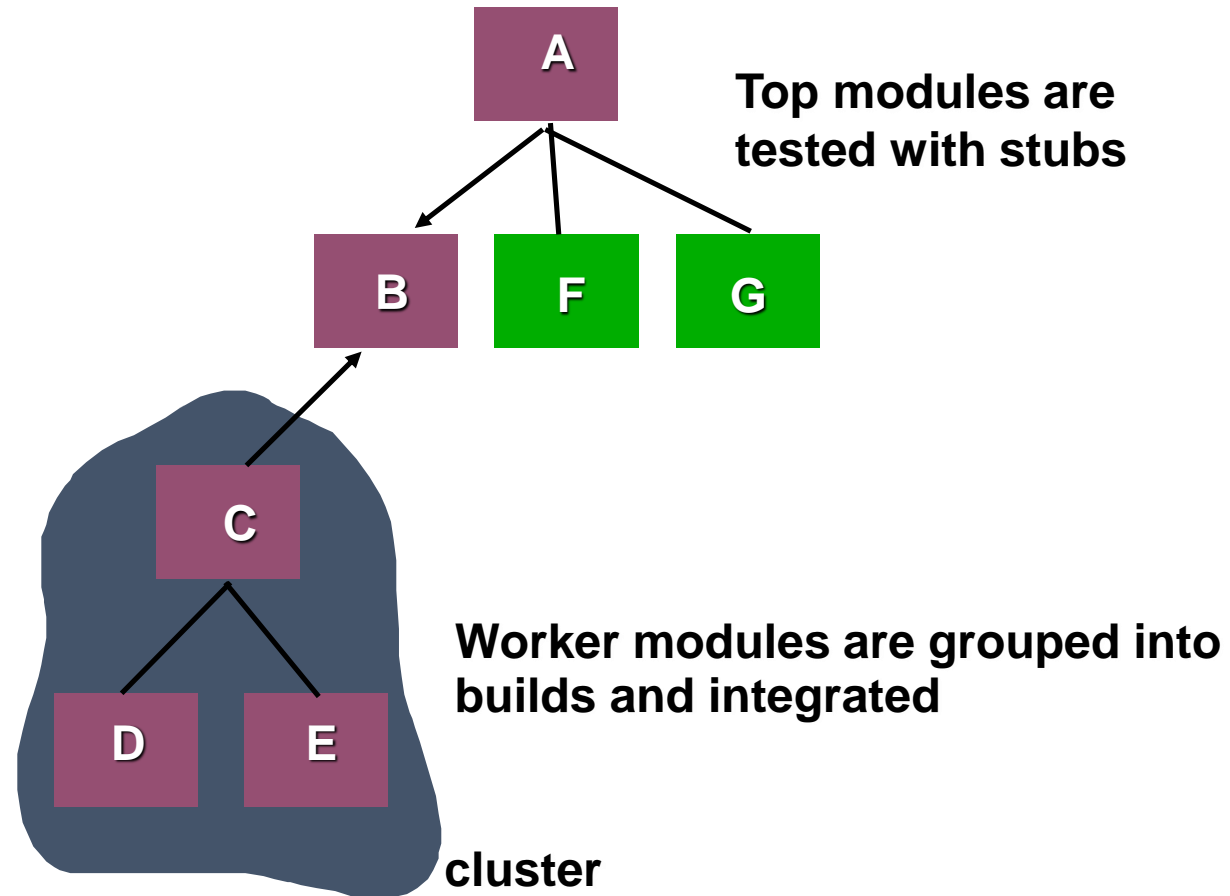 A
Top modules are
tested with stubs
B
F
G
C
Worker modules are grouped into
builds and integrated
D
E
cluster